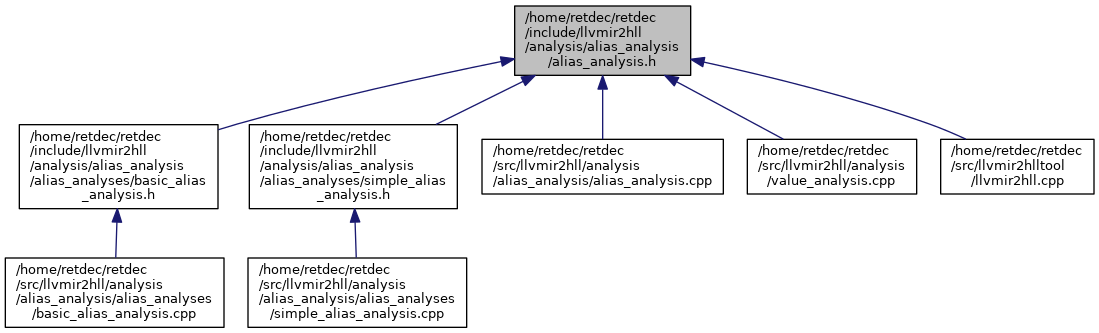 /home/retdec/retdec
/include/llvmir2hll
/analysis/alias_analysis
/alias_analysis.h
/home/retdec/retdec
/include/llvmir2hll
/analysis/alias_analysis
/alias_analyses/basic_alias
_analysis.h
/home/retdec/retdec
/include/llvmir2hll
/analysis/alias_analysis
/alias_analyses/simple_alias
_analysis.h
/home/retdec/retdec
/src/llvmir2hll/analysis
/alias_analysis/alias_analysis.cpp
/home/retdec/retdec
/src/llvmir2hll/analysis
/value_analysis.cpp
/home/retdec/retdec
/src/llvmir2hlltool
/llvmir2hll.cpp
/home/retdec/retdec
/src/llvmir2hll/analysis
/alias_analysis/alias_analyses
/basic_alias_analysis.cpp
/home/retdec/retdec
/src/llvmir2hll/analysis
/alias_analysis/alias_analyses
/simple_alias_analysis.cpp